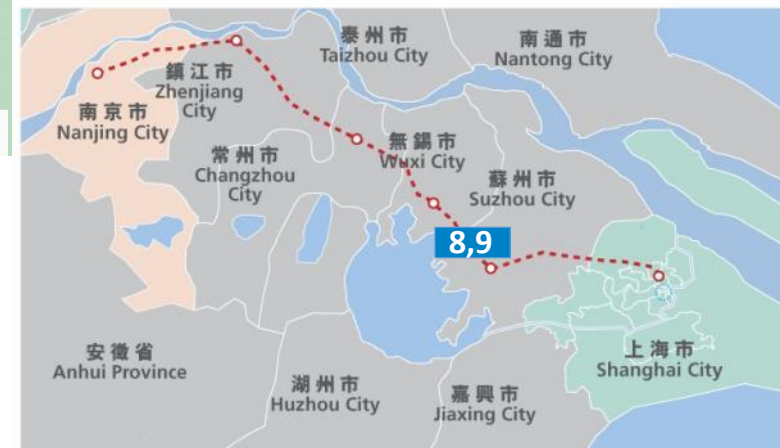 泰州市
Taizhou City
南通市
Nantong City
鎮江市
Zhenjiang
City
南京市
Nanjing City
常州市
Changzhou
City
無錫市
Wuxi City
蘇州市
Suzhou City
8,9
安徽省
Anhui Province
湖州市
Huzhou City
嘉興市
Jiaxing City
上海市
Shanghai City